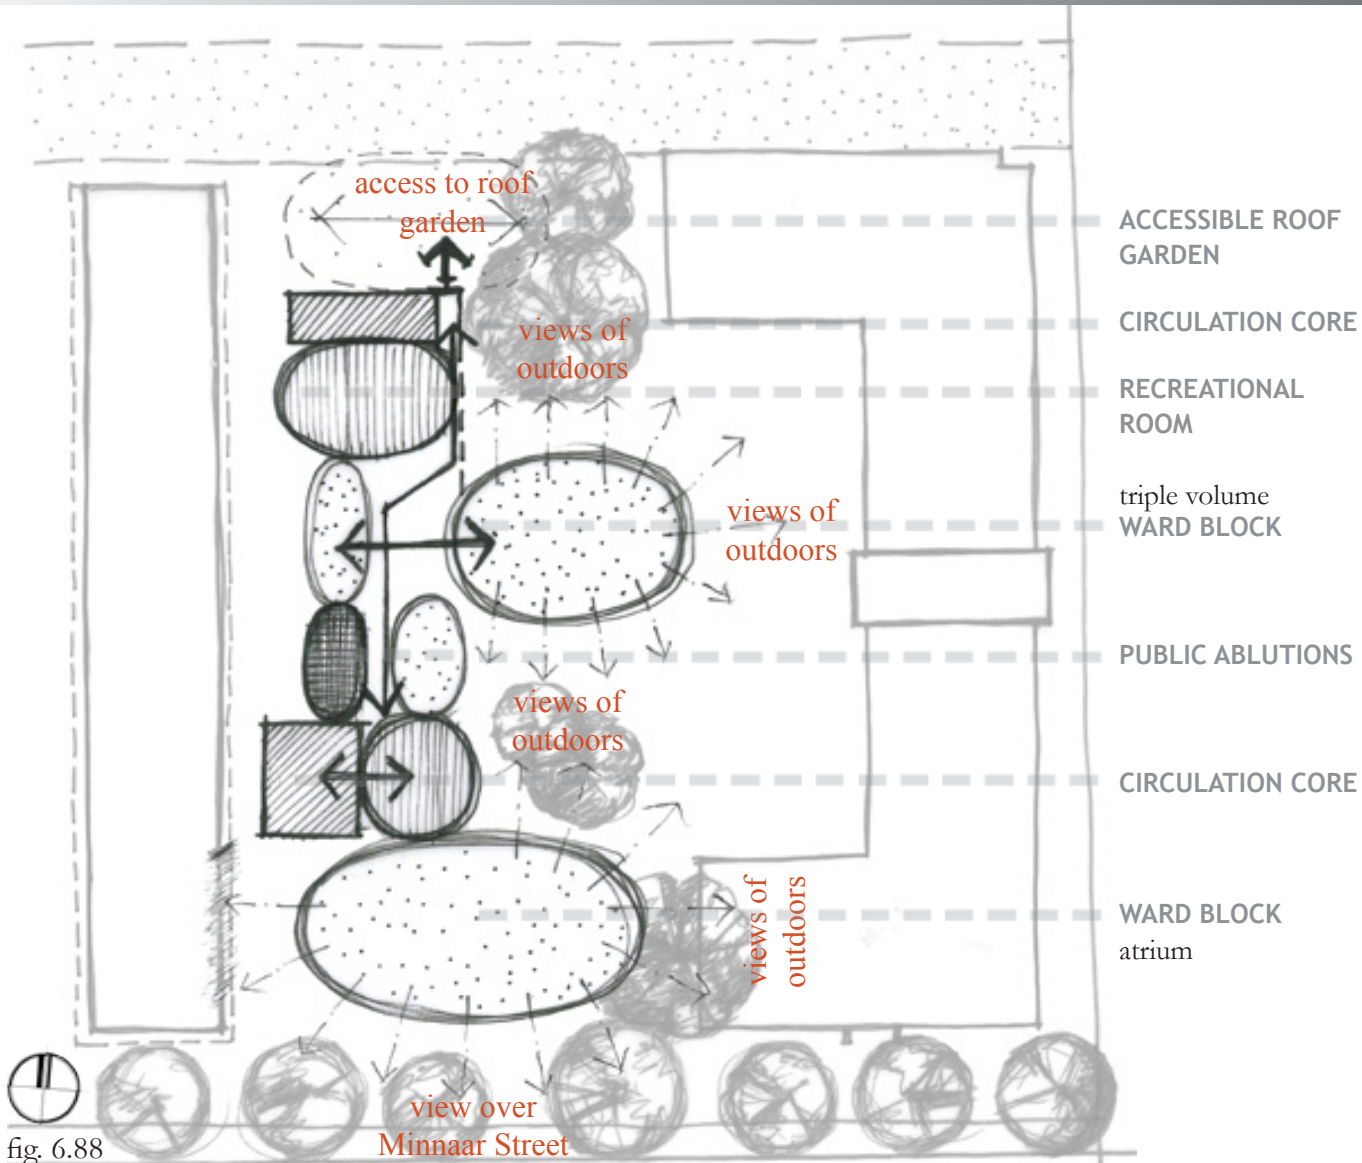 access to roof
garden
ACCESSIBLE ROOF
GARDEN
views of
outdoors
CIRCULATION CORE
RECREATIONAL
ROOM
views of
outdoors
triple volume
WARD BLOCK
PUBLIC ABLUTIONS
views of
outdoors
CIRCULATION CORE
views of
outdoors
WARD BLOCK
atrium
view over
Minnaar Street
fig. 6.88